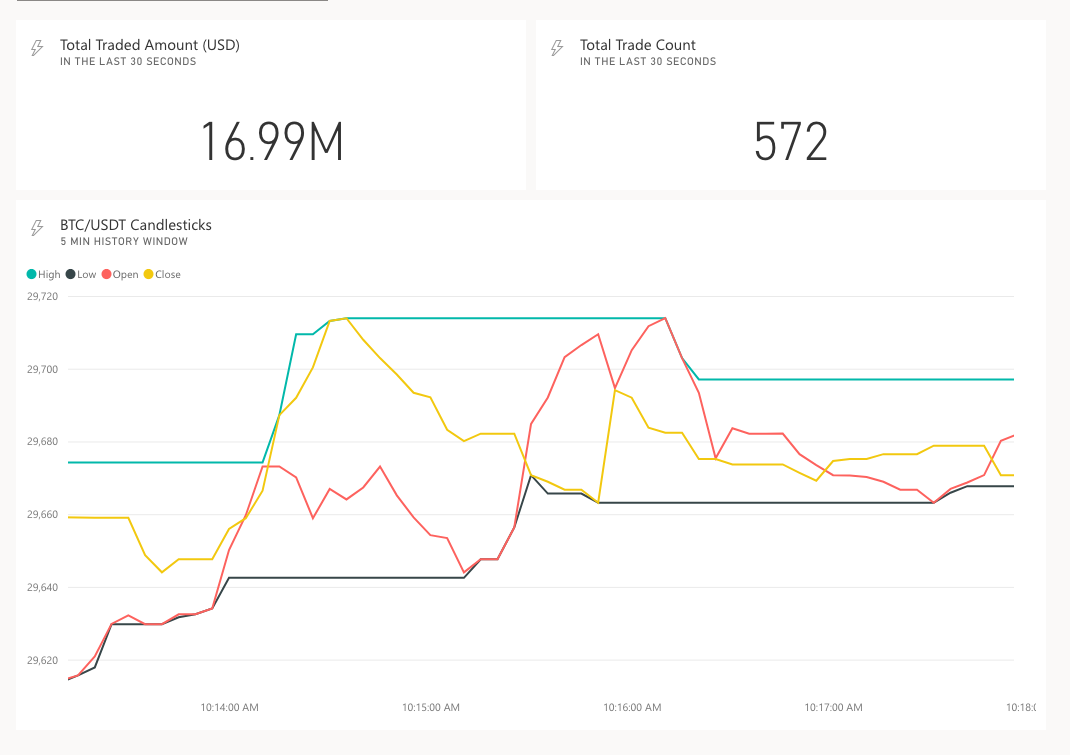 Total Traded Amount (USD)
IN THE LAST 30 SECONDS
16.99M
Total Trade Count
IN THE LAST 30 SECONDS
572
BTC/USDT Candlesticks
5 MIN HISTORY WINDOW
High Low Open Close
29,720
29,700
29,680
29,660
29,640
29,620
10:14:00 AM 10:15:00 AM 10:16:00 AM 10:17:00 AM 10:18: